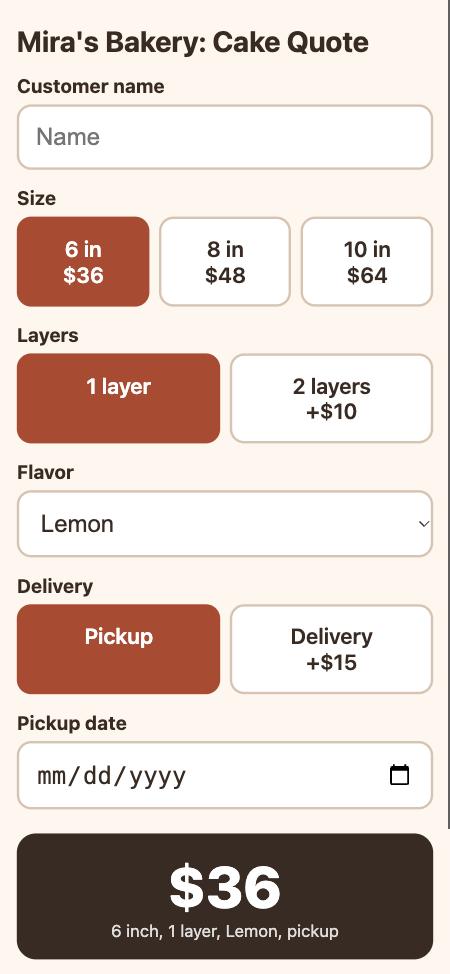 Mira's Bakery: Cake Quote
Customer name
Name
Size
6 in
$36
8 in
$48
10 in
$64
Layers
1 layer
2 layers
+$10
Flavor
Lemon
Delivery
Pickup
Delivery
+$15
Pickup date
mm/dd/yyyy
$36
6 inch, 1 layer, Lemon, pickup